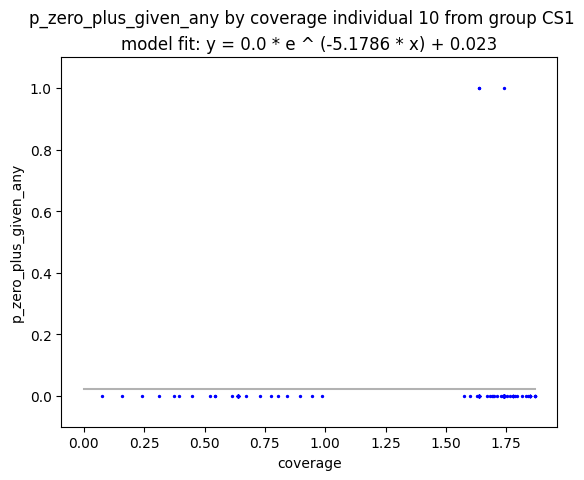 p_zero_plus_given_any by coverage individual 10 from group CS1
model fit: y = 0.0 * e ^ (-5.1786 * x) + 0.023
1.0
0.8
0.6
0.4
0.2
0.0
p_zero_plus_given_any
0.00 0.25 0.50 0.75 1.00 1.25 1.50 1.75
coverage